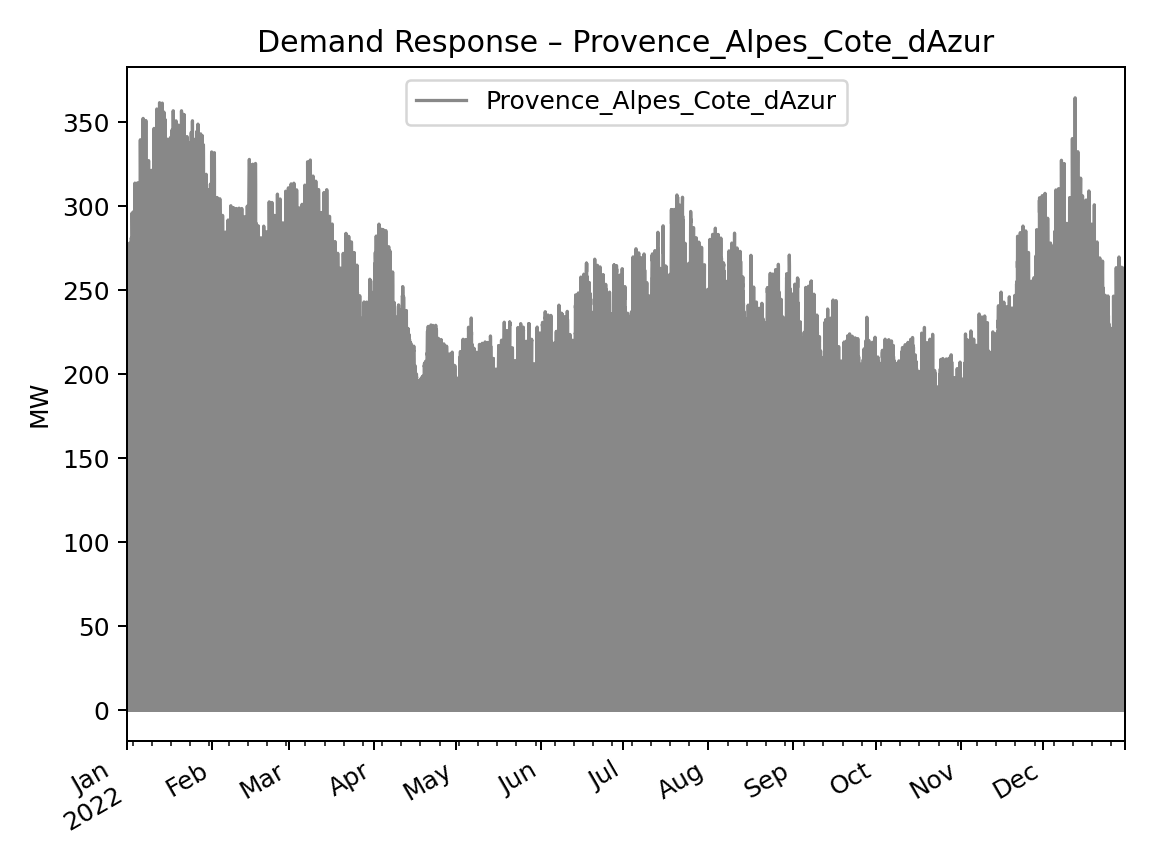 Demand Response – Provence_Alpes_Cote_dAzur
Provence_Alpes_Cote_dAzur
MW
350
300
250
200
150
100
50
0
Jan
2022
Feb
Mar
Apr
May
Jun
Jul
Aug
Sep
Oct
Nov
Dec